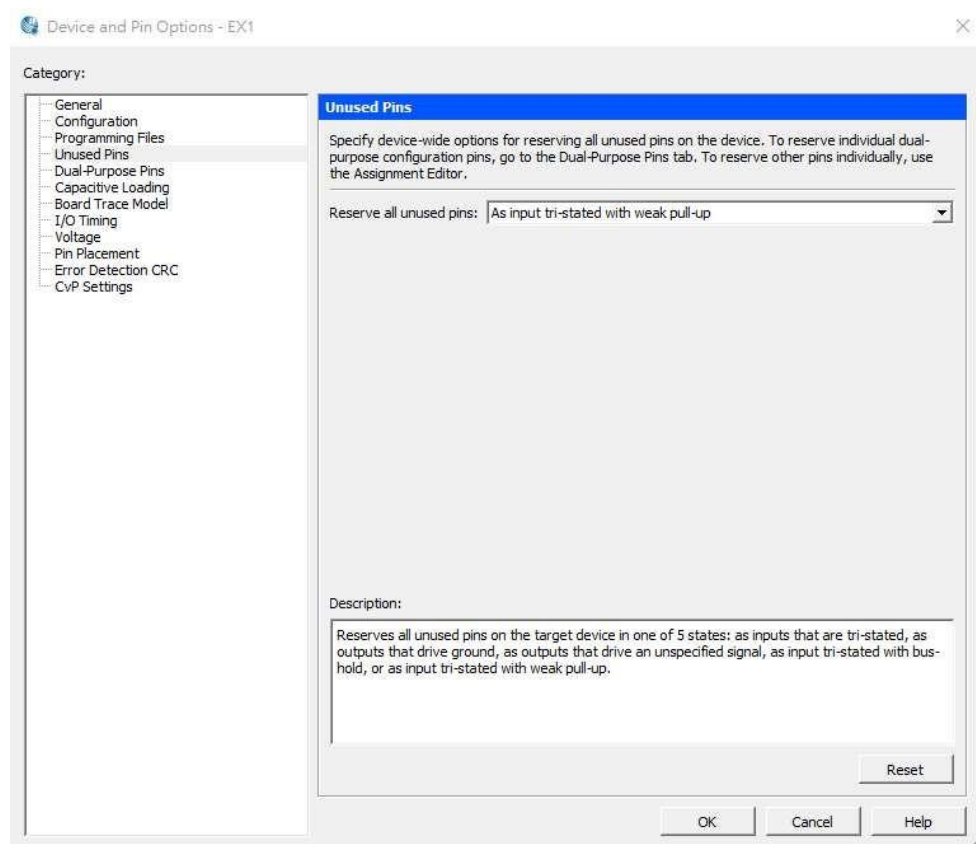 Device and Pin Options - EX1
Category:
General
Configuration
Programming Files
Unused Pins
Dual-Purpose Pins
Capacitive Loading
Board Trace Model
I/O Timing
Voltage
Pin Placement
Error Detection CRC
CvP Settings
Unused Pins
Specify device-wide options for reserving all unused pins on the device. To reserve individual dual-
purpose configuration pins, go to the Dual-Purpose Pins tab. To reserve other pins individually, use
the Assignment Editor.
Reserve all unused pins: As input tri-stated with weak pull-up
Description:
Reserves all unused pins on the target device in one of 5 states: as inputs that are tri-stated, as
outputs that drive ground, as outputs that drive an unspecified signal, as input tri-stated with bus-
hold, or as input tri-stated with weak pull-up.
Reset
OK Cancel Help